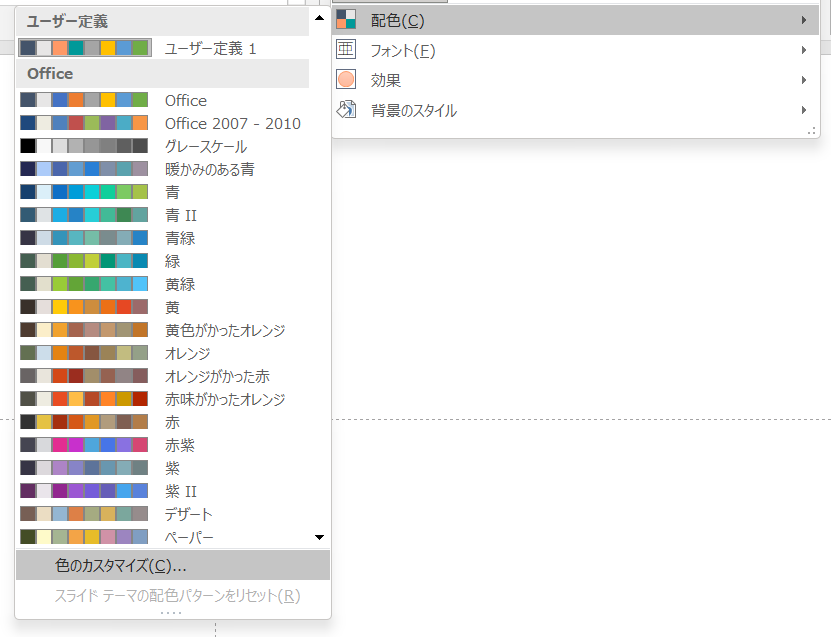 ユーザー定義
ユーザー定義 1
Office
Office
Office 2007 - 2010
グレースケール
暖かみのある青
青
青 II
青緑
緑
黄緑
黄
黄色がかったオレンジ
オレンジ
オレンジがかった赤
赤味がかったオレンジ
赤
赤紫
紫
紫 II
デザート
ペーパー
色のカスタマイズ(C)...
スライド テーマの配色パターンをリセット(R)
配色(C)
フォント(F)
効果
背景のスタイル